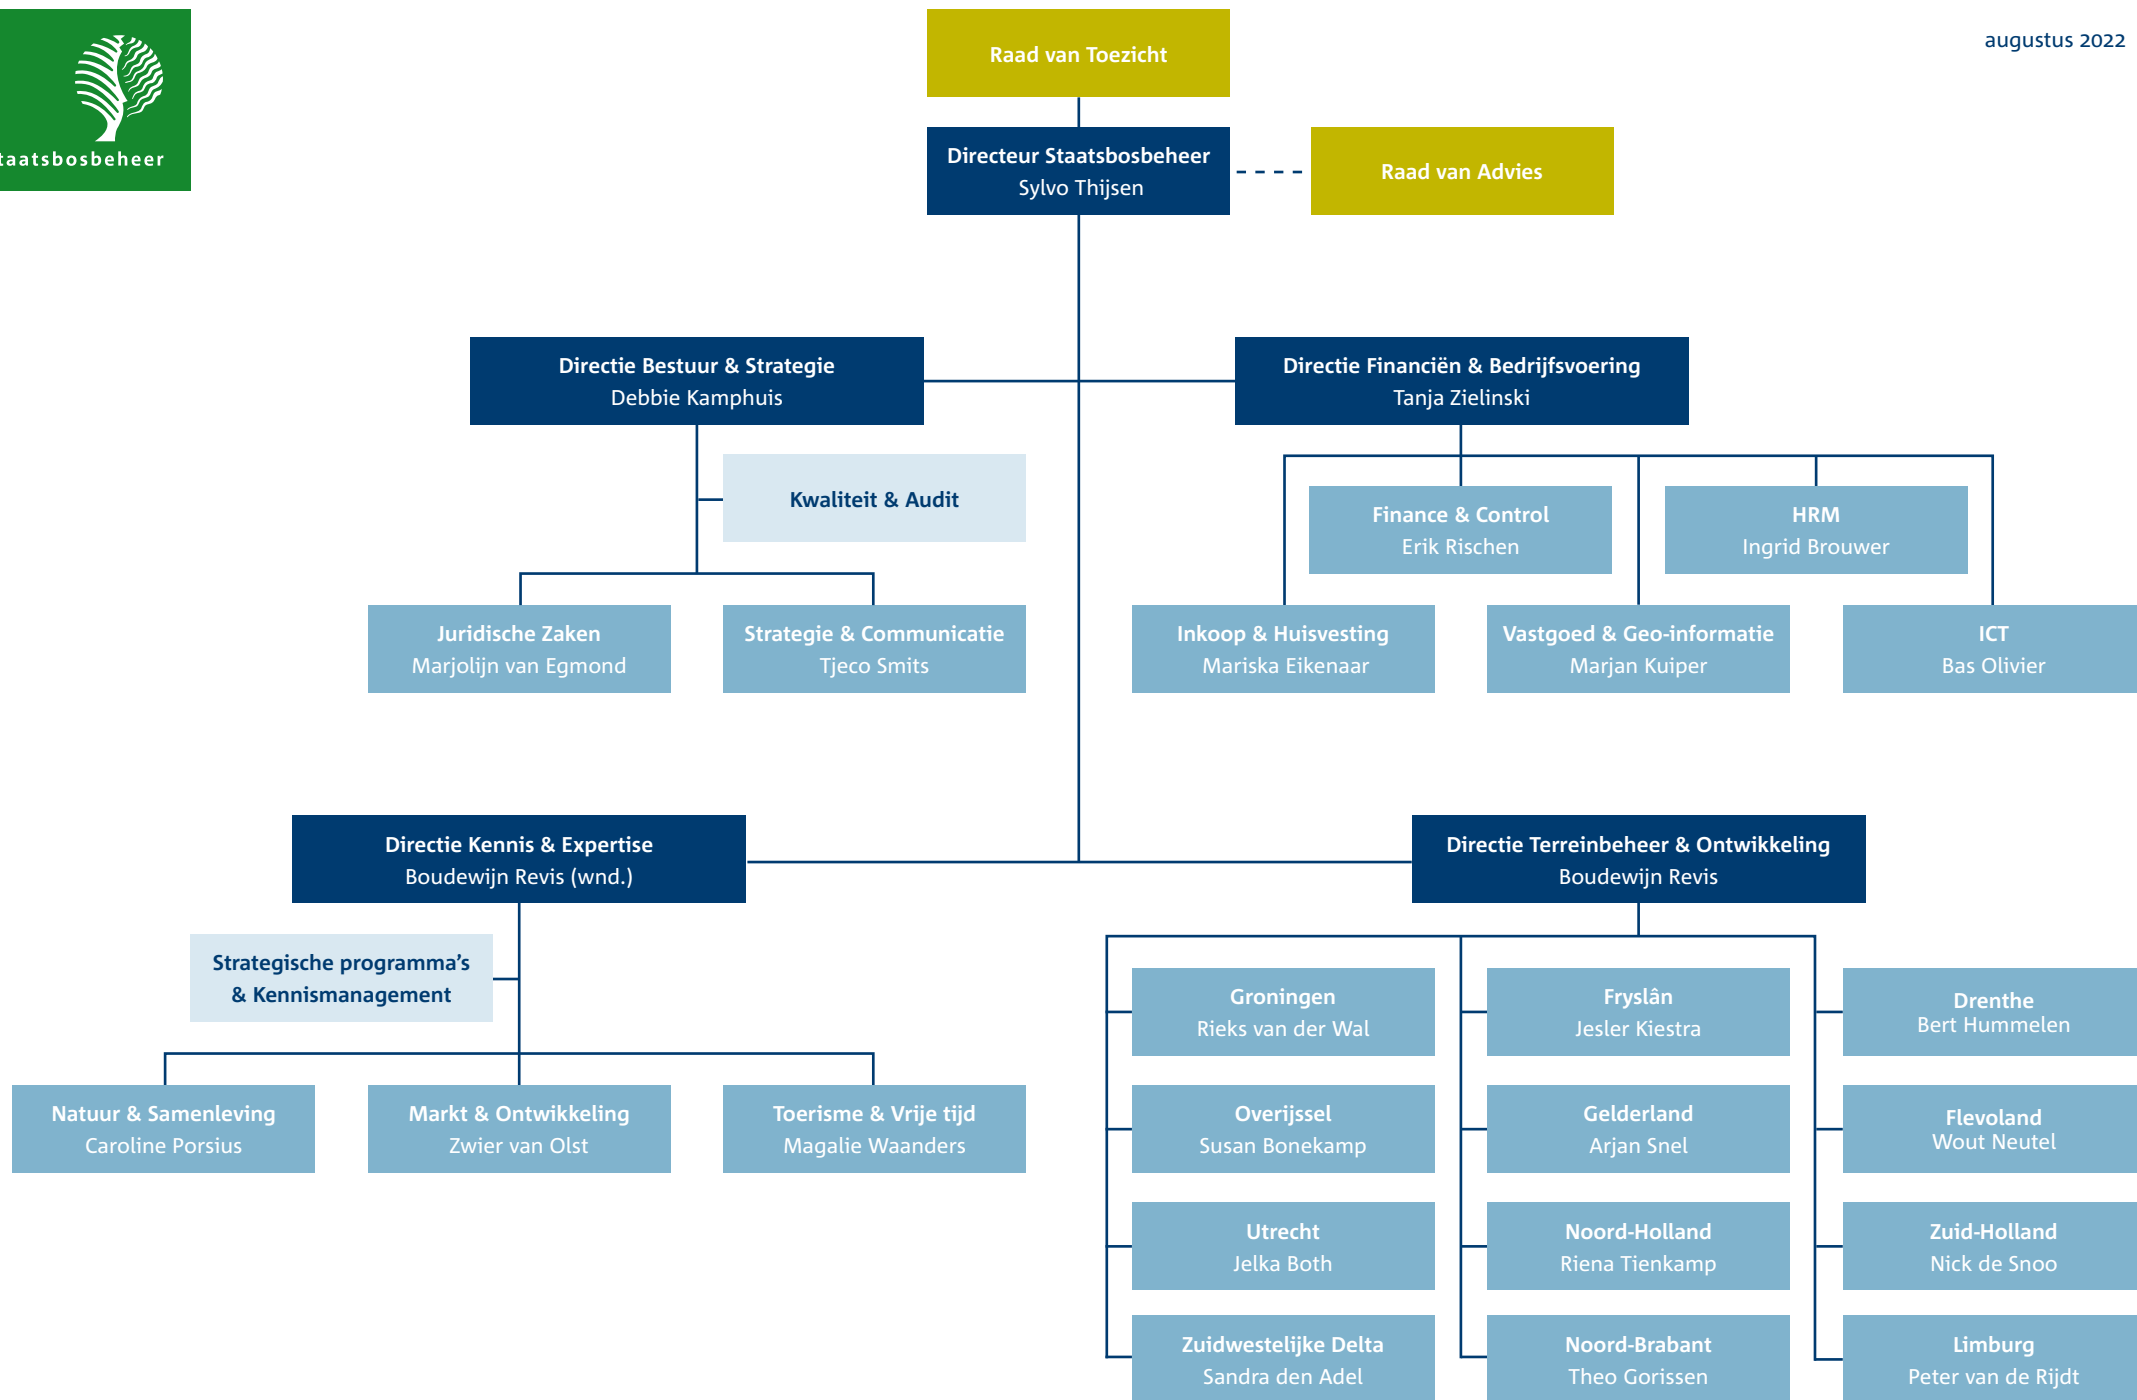 taatsbosbeheer
augustus 2022
Raad van Toezicht
Directeur Staatsbosbeheer
Sylvo Thijsen
Raad van Advies
Directie Bestuur & Strategie
Debbie Kamphuis
Directie Financiën & Bedrijfsvoering
Tanja Zielinski
Kwaliteit & Audit
Finance & Control
Erik Rischen
HRM
Ingrid Brouwer
Juridische Zaken
Marjolijn van Egmond
Strategie & Communicatie
Tjeco Smits
Inkoop & Huisvesting
Mariska Eikenaar
Vastgoed & Geo-informatie
Marjan Kuiper
ICT
Bas Olivier
Directie Kennis & Expertise
Boudewijn Revis (wnd.)
Directie Terreinbeheer & Ontwikkeling
Boudewijn Revis
Strategische programma’s
& Kennismanagement
Natuur & Samenleving
Caroline Porsius
Markt & Ontwikkeling
Zwier van Olst
Toerisme & Vrije tijd
Magalie Waanders
Groningen
Rieks van der Wal
Fryslân
Jesler Kiestra
Drenthe
Bert Hummelen
Overijssel
Susan Bonekamp
Gelderland
Arjan Snel
Flevoland
Wout Neutel
Utrecht
Jelka Both
Noord-Holland
Riena Tienkamp
Zuid-Holland
Nick de Snoo
Zuidwestelijke Delta
Sandra den Adel
Noord-Brabant
Theo Gorissen
Limburg
Peter van de Rijdt